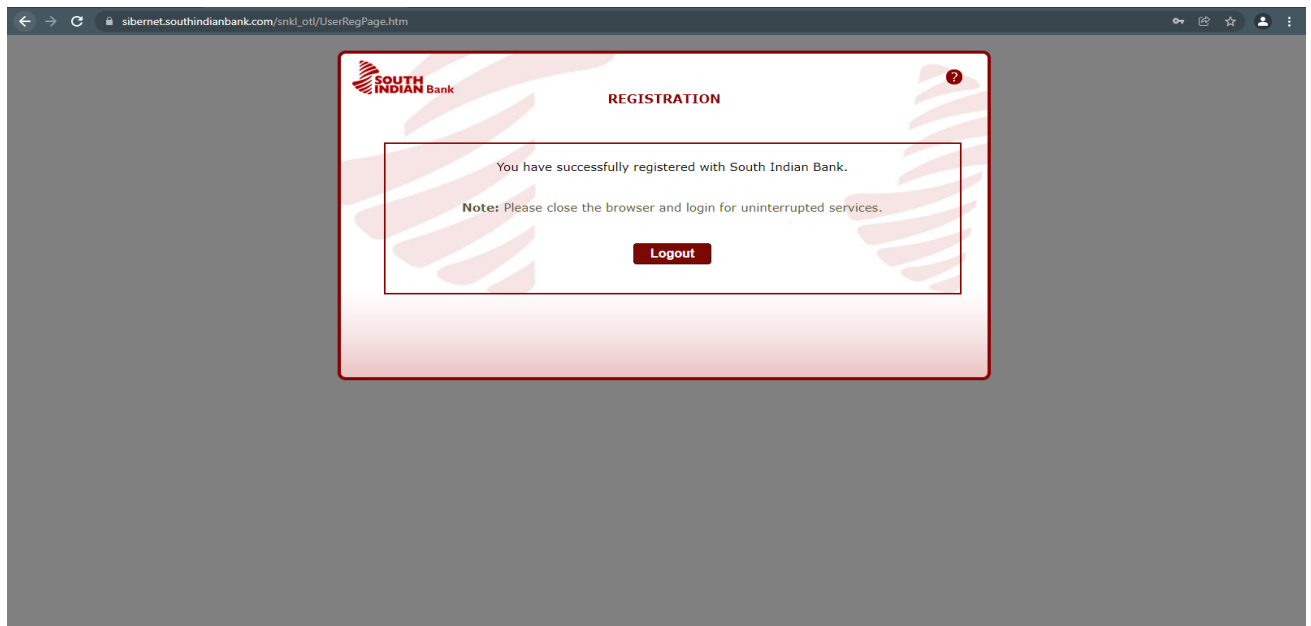 sibernet.southindianbank.com/snkl_otl/UserRegPage.htm
SOUTH
INDIAN Bank
?
REGISTRATION
You have successfully registered with South Indian Bank.
Note: Please close the browser and login for uninterrupted services.
Logout